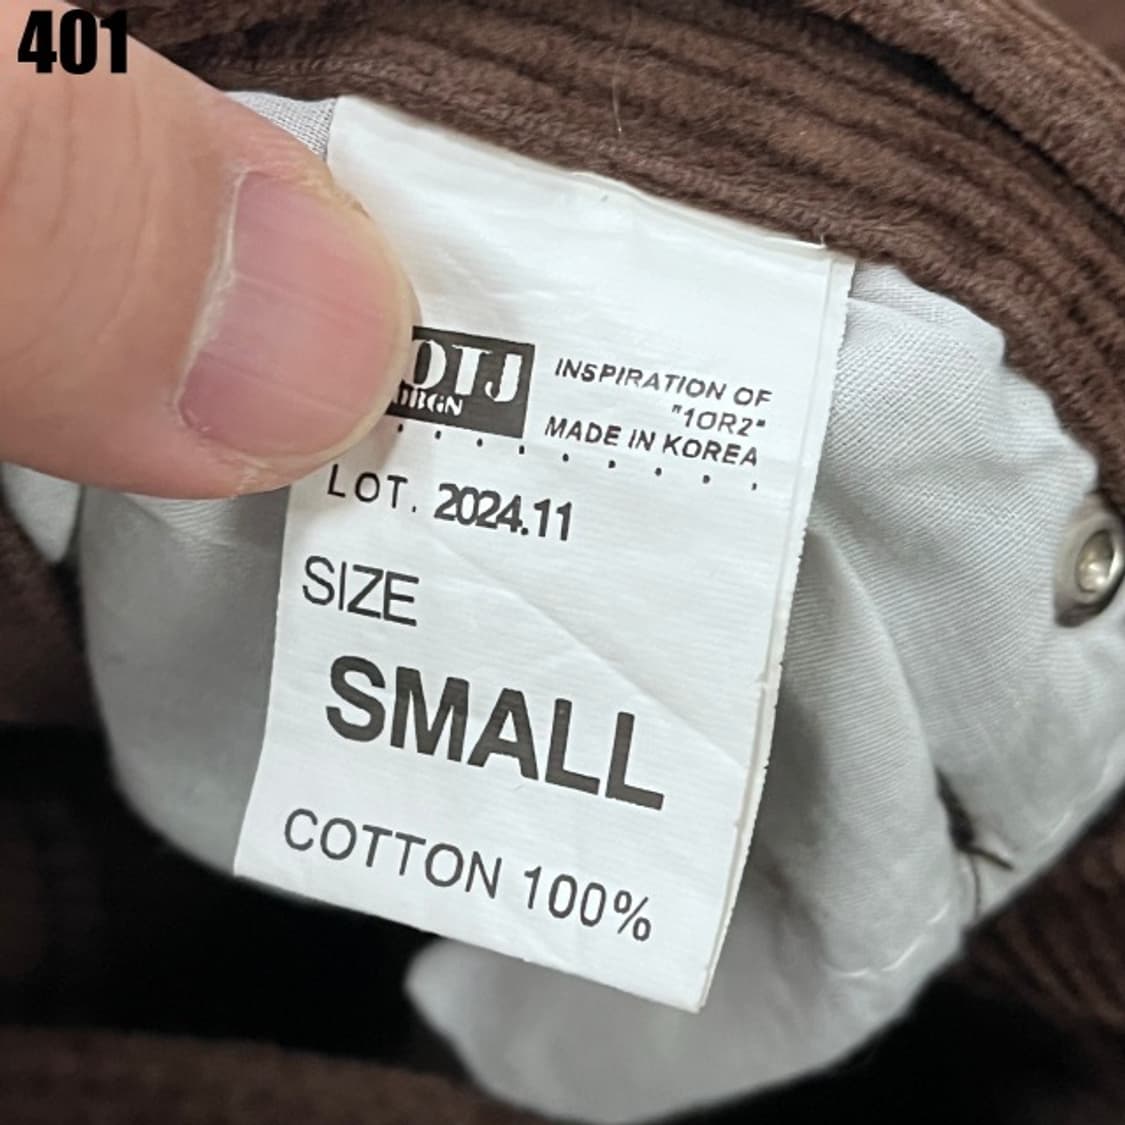 401
INSPIRATION OF
"1OR2"
MADE IN KOREA
LOT. 2024.11
SIZE
SMALL
COTTON 100%